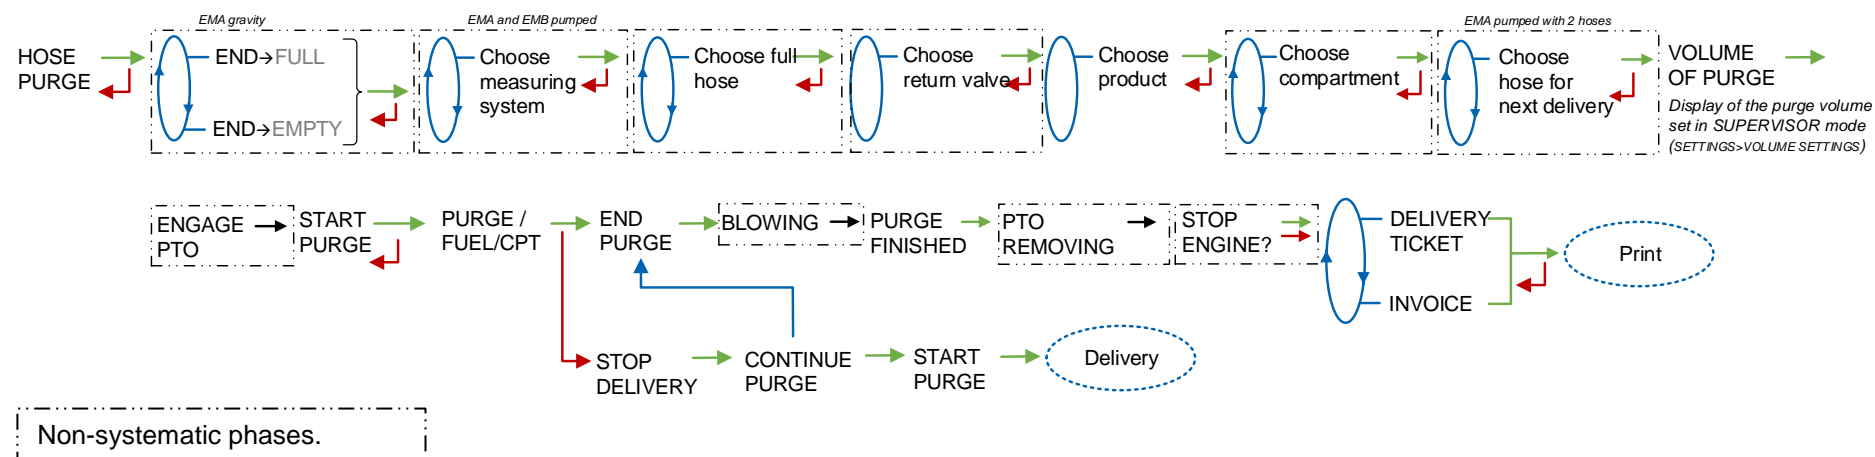 EMA gravity
EMA and EMB pumped
EMA pumped with 2 hoses
HOSE
PURGE
END→FULL
END→EMPTY
Choose
measuring
system
Choose full
hose
Choose
return valve
Choose
product
Choose
compartment
Choose
hose for
next delivery
VOLUME
OF PURGE
Display of the purge volume
set in SUPERVISOR mode
(SETTINGS>VOLUME SETTINGS)
ENGAGE
PTO
START
PURGE
PURGE /
FUEL/CPT
END
PURGE
BLOWING
PURGE
FINISHED
PTO
REMOVING
STOP
ENGINE?
DELIVERY
TICKET
INVOICE
Print
STOP
DELIVERY
CONTINUE
PURGE
START
PURGE
Delivery
Non-systematic phases.